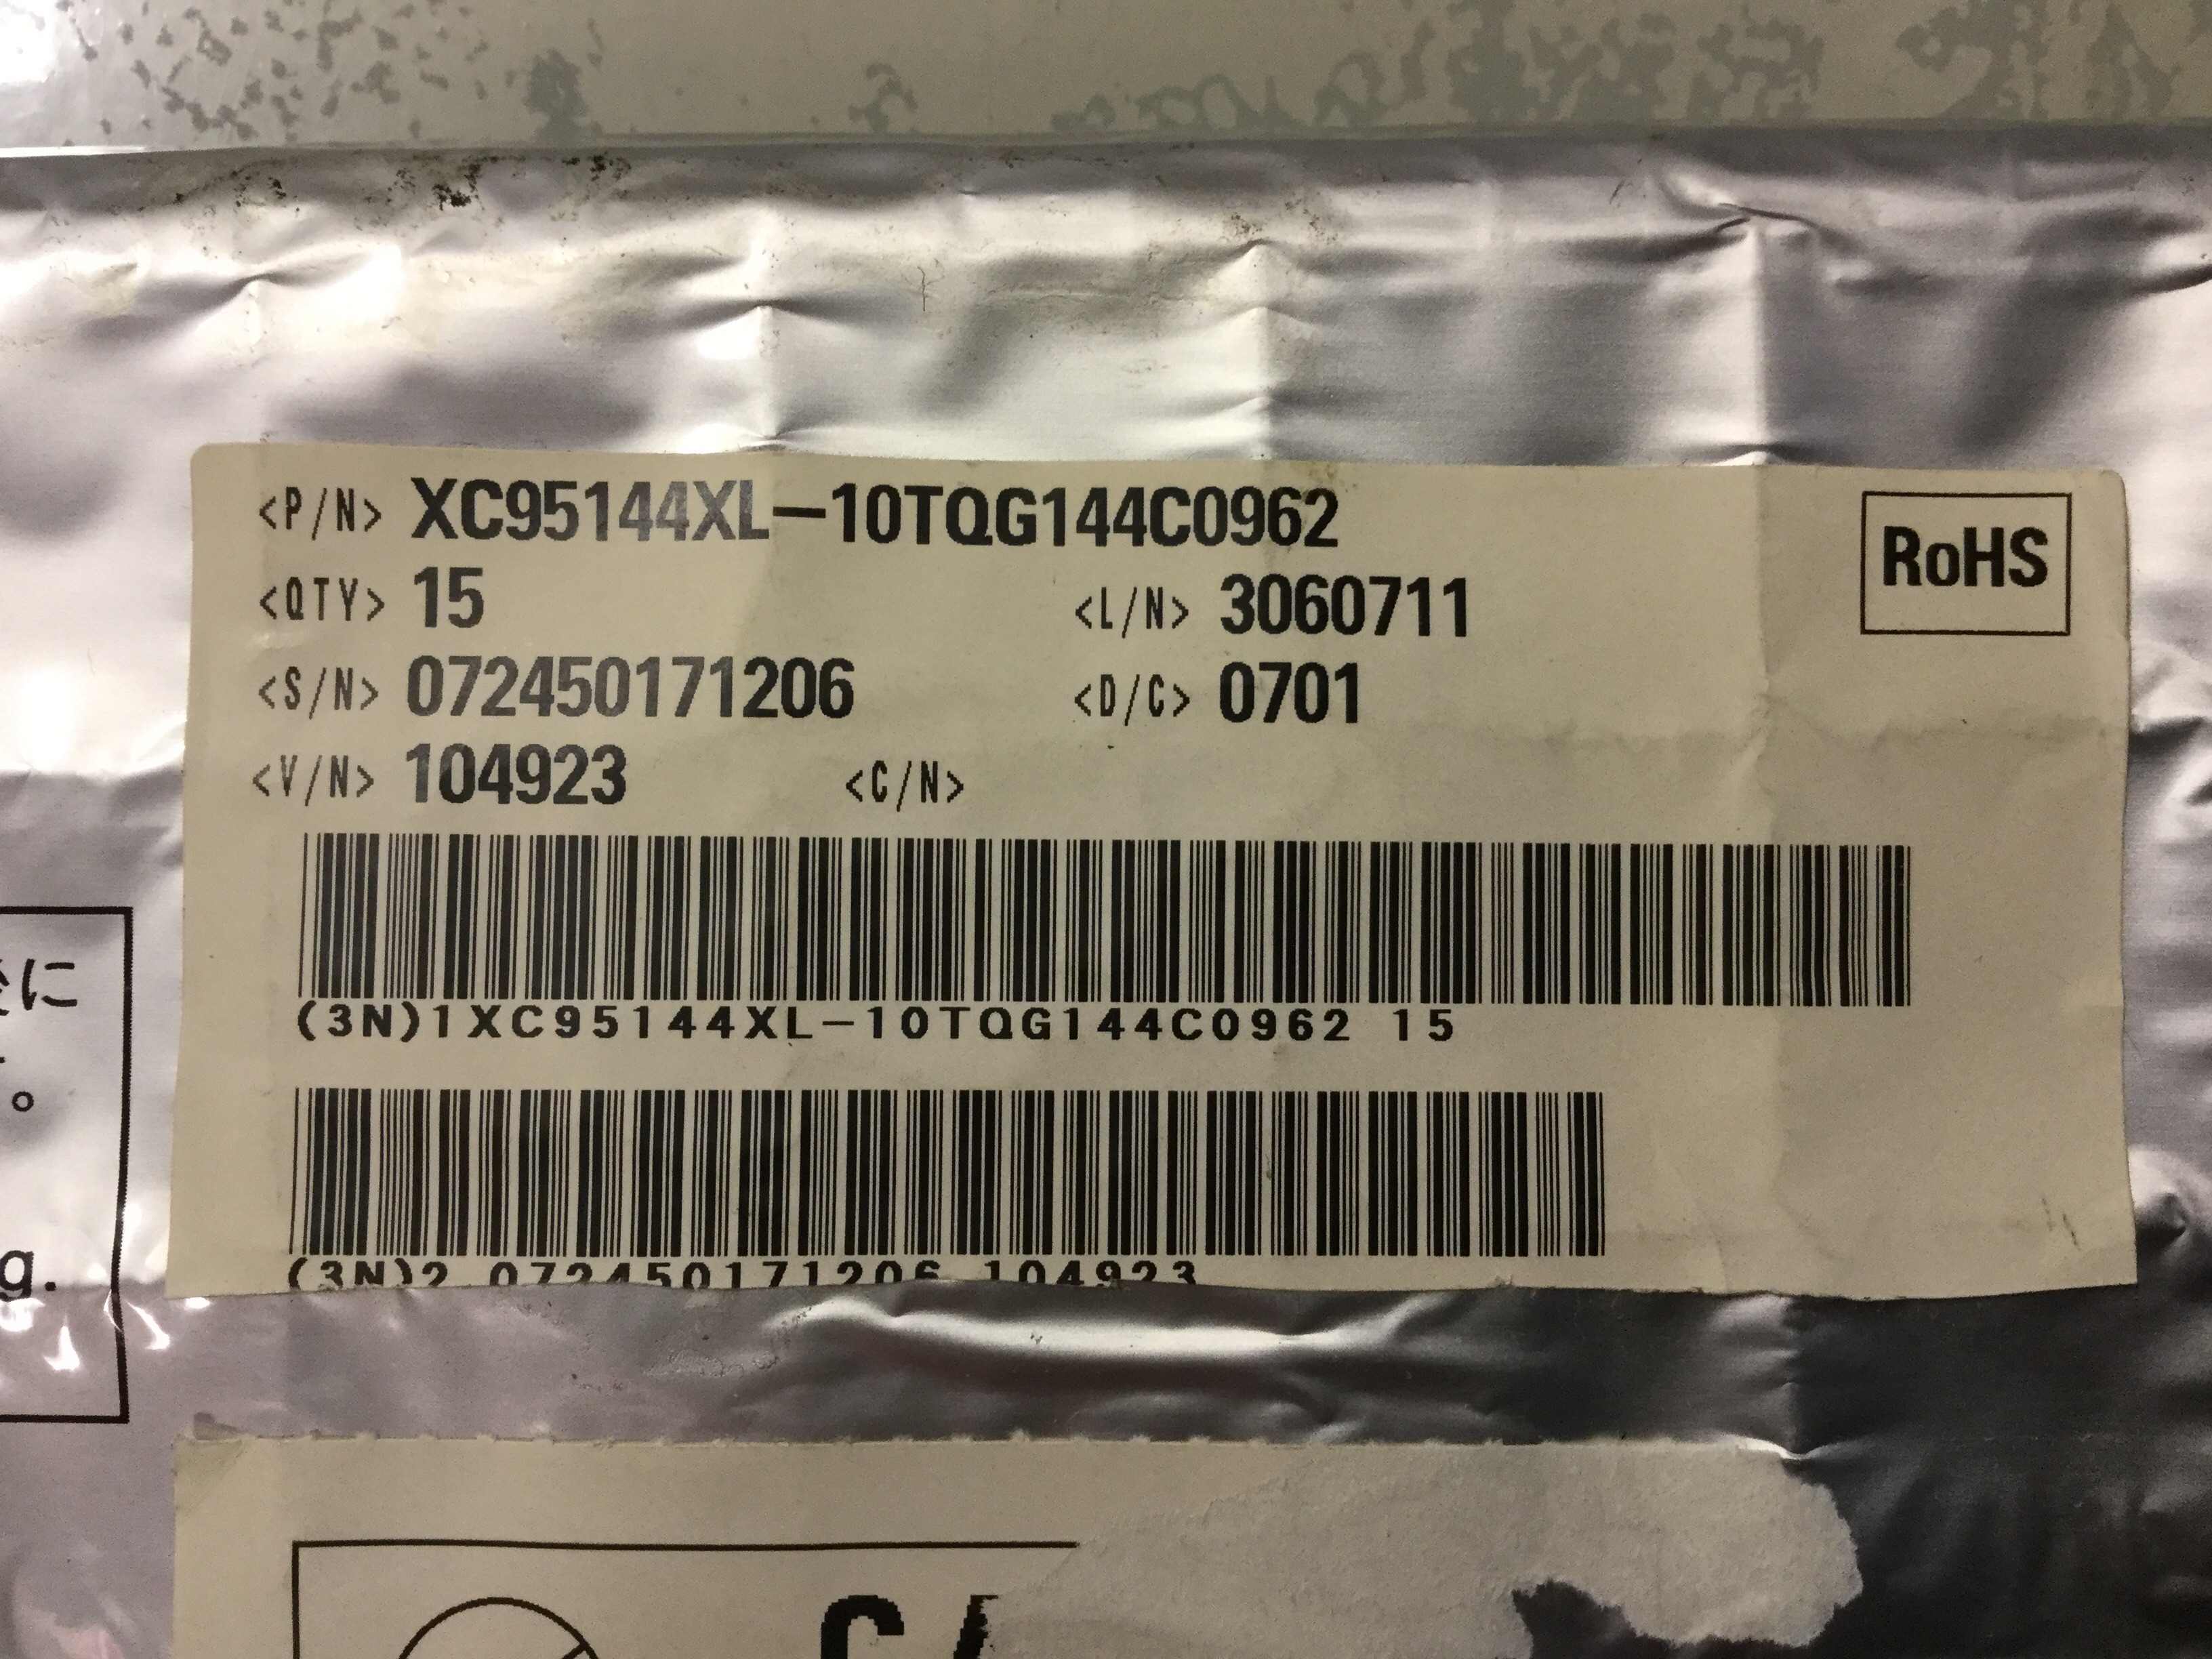 <P/N> XC95144XL-10TQG144C0962
RoHS
<QTY> 15 <L/N> 3060711
<S/N> 072450171206 <D/C> 0701
<V/N> 104923 <C/N>
(3N)1XC95144XL-10TQG144C0962 15
(3N)2 072450171206 104923
に
。
g.